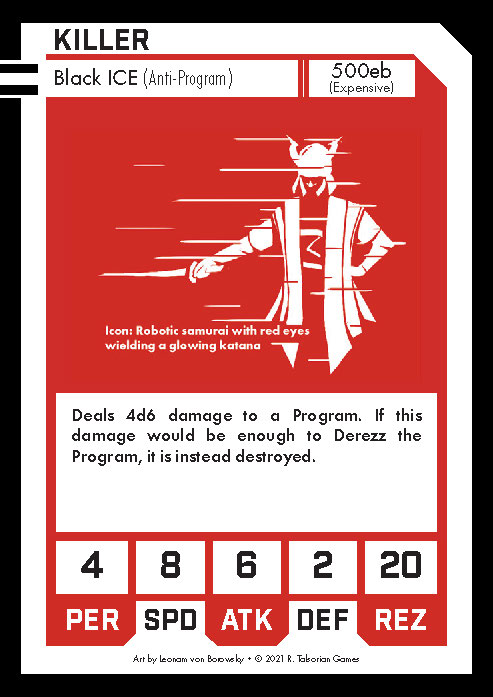 KILLER
Black ICE (Anti-Program)
500eb
(Expensive)
Icon: Robotic samurai with red eyes
wielding a glowing katana
Deals 4d6 damage to a Program. If this
damage would be enough to Derezz the
Program, it is instead destroyed.
4 8 6 2 20
PER SPD ATK DEF REZ
Art by Leonam von Borowsky • © 2021 R. Talsorian Games